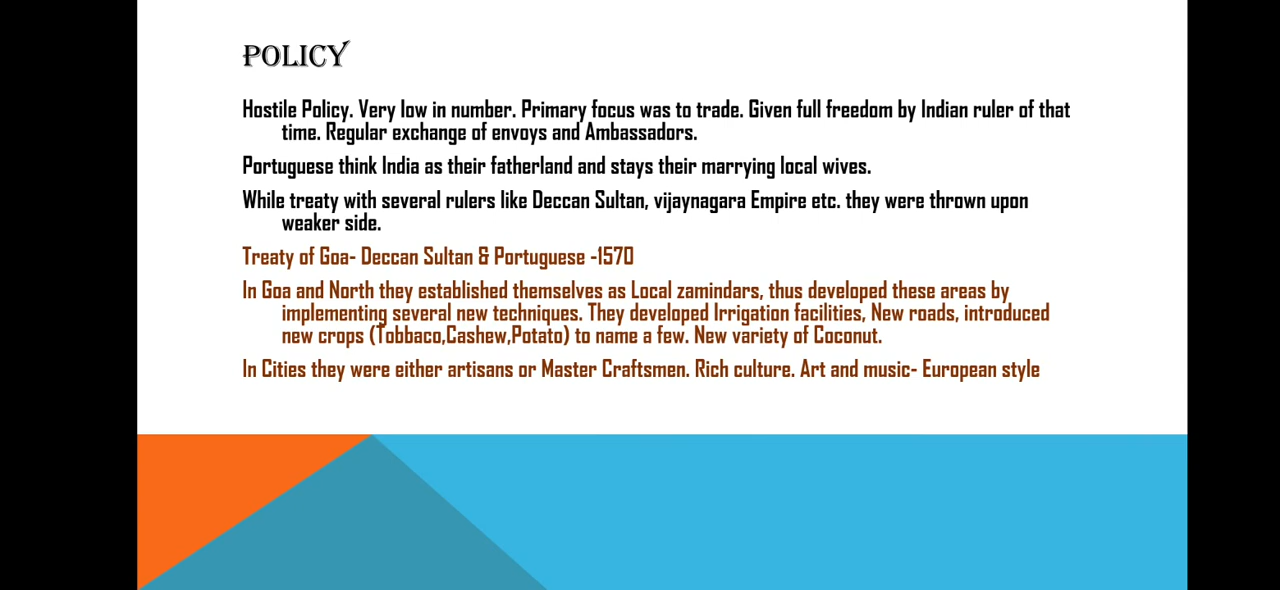 POLICY
Hostile Policy. Very low in number. Primary focus was to trade. Given full freedom by Indian ruler of that
time. Regular exchange of envoys and Ambassadors.
Portuguese think India as their fatherland and stays their marrying local wives.
While treaty with several rulers like Deccan Sultan, vijaynagara Empire etc. they were thrown upon
weaker side.
Treaty of Goa- Deccan Sultan & Portuguese -1570
In Goa and North they established themselves as Local zamindars, thus developed these areas by
implementing several new techniques. They developed Irrigation facilities, New roads, introduced
new crops (Tobbaco,Cashew,Potato) to name a few. New variety of Coconut.
In Cities they were either artisans or Master Craftsmen. Rich culture. Art and music- European style